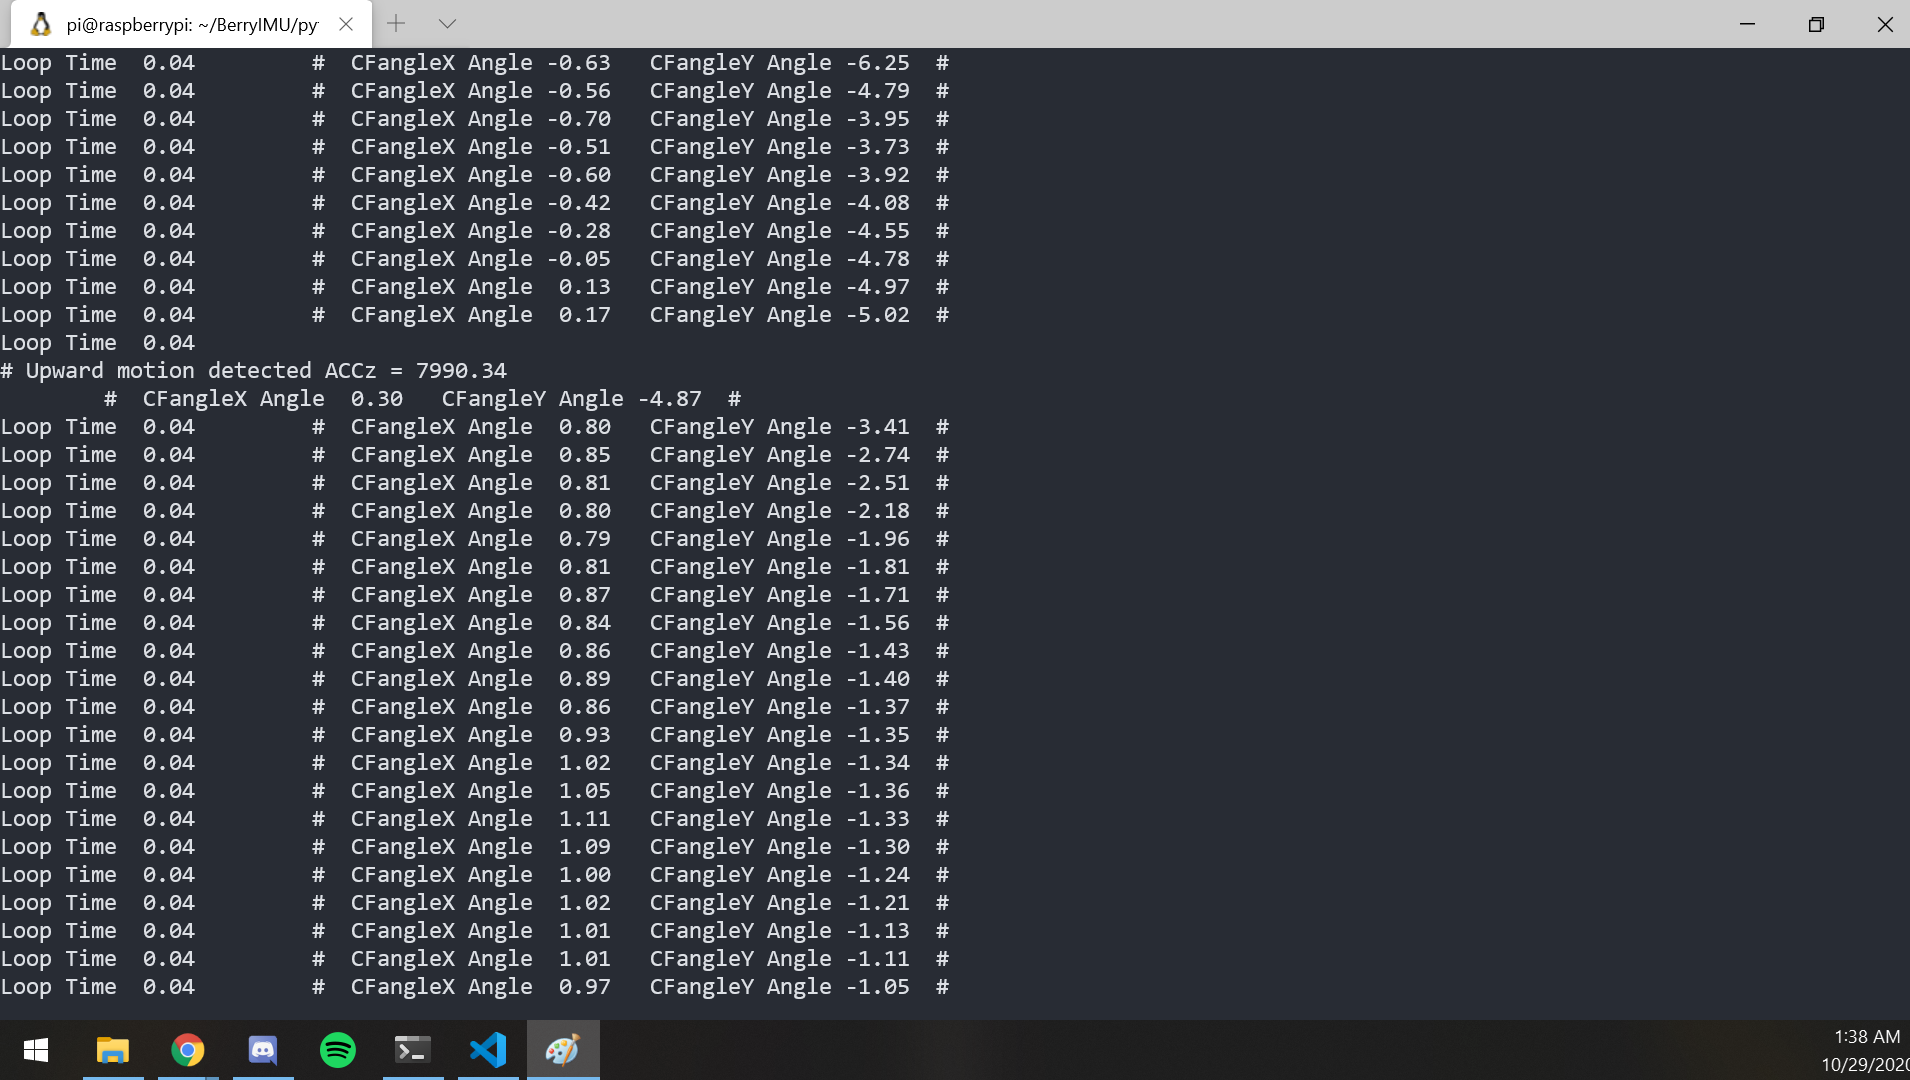 pi@raspberrypi: ~/BerryIMU/py
Loop Time  0.04         #  CFangleX Angle -0.63   CFangleY Angle -6.25  #
Loop Time  0.04         #  CFangleX Angle -0.56   CFangleY Angle -4.79  #
Loop Time  0.04         #  CFangleX Angle -0.70   CFangleY Angle -3.95  #
Loop Time  0.04         #  CFangleX Angle -0.51   CFangleY Angle -3.73  #
Loop Time  0.04         #  CFangleX Angle -0.60   CFangleY Angle -3.92  #
Loop Time  0.04         #  CFangleX Angle -0.42   CFangleY Angle -4.08  #
Loop Time  0.04         #  CFangleX Angle -0.28   CFangleY Angle -4.55  #
Loop Time  0.04         #  CFangleX Angle -0.05   CFangleY Angle -4.78  #
Loop Time  0.04         #  CFangleX Angle  0.13   CFangleY Angle -4.97  #
Loop Time  0.04         #  CFangleX Angle  0.17   CFangleY Angle -5.02  #
Loop Time  0.04
# Upward motion detected ACCz = 7990.34
        #  CFangleX Angle  0.30   CFangleY Angle -4.87  #
Loop Time  0.04         #  CFangleX Angle  0.80   CFangleY Angle -3.41  #
Loop Time  0.04         #  CFangleX Angle  0.85   CFangleY Angle -2.74  #
Loop Time  0.04         #  CFangleX Angle  0.81   CFangleY Angle -2.51  #
Loop Time  0.04         #  CFangleX Angle  0.80   CFangleY Angle -2.18  #
Loop Time  0.04         #  CFangleX Angle  0.79   CFangleY Angle -1.96  #
Loop Time  0.04         #  CFangleX Angle  0.81   CFangleY Angle -1.81  #
Loop Time  0.04         #  CFangleX Angle  0.87   CFangleY Angle -1.71  #
Loop Time  0.04         #  CFangleX Angle  0.84   CFangleY Angle -1.56  #
Loop Time  0.04         #  CFangleX Angle  0.86   CFangleY Angle -1.43  #
Loop Time  0.04         #  CFangleX Angle  0.89   CFangleY Angle -1.40  #
Loop Time  0.04         #  CFangleX Angle  0.86   CFangleY Angle -1.37  #
Loop Time  0.04         #  CFangleX Angle  0.93   CFangleY Angle -1.35  #
Loop Time  0.04         #  CFangleX Angle  1.02   CFangleY Angle -1.34  #
Loop Time  0.04         #  CFangleX Angle  1.05   CFangleY Angle -1.36  #
Loop Time  0.04         #  CFangleX Angle  1.11   CFangleY Angle -1.33  #
Loop Time  0.04         #  CFangleX Angle  1.09   CFangleY Angle -1.30  #
Loop Time  0.04         #  CFangleX Angle  1.00   CFangleY Angle -1.24  #
Loop Time  0.04         #  CFangleX Angle  1.02   CFangleY Angle -1.21  #
Loop Time  0.04         #  CFangleX Angle  1.01   CFangleY Angle -1.13  #
Loop Time  0.04         #  CFangleX Angle  1.01   CFangleY Angle -1.11  #
Loop Time  0.04         #  CFangleX Angle  0.97   CFangleY Angle -1.05  #
1:38 AM
10/29/2020